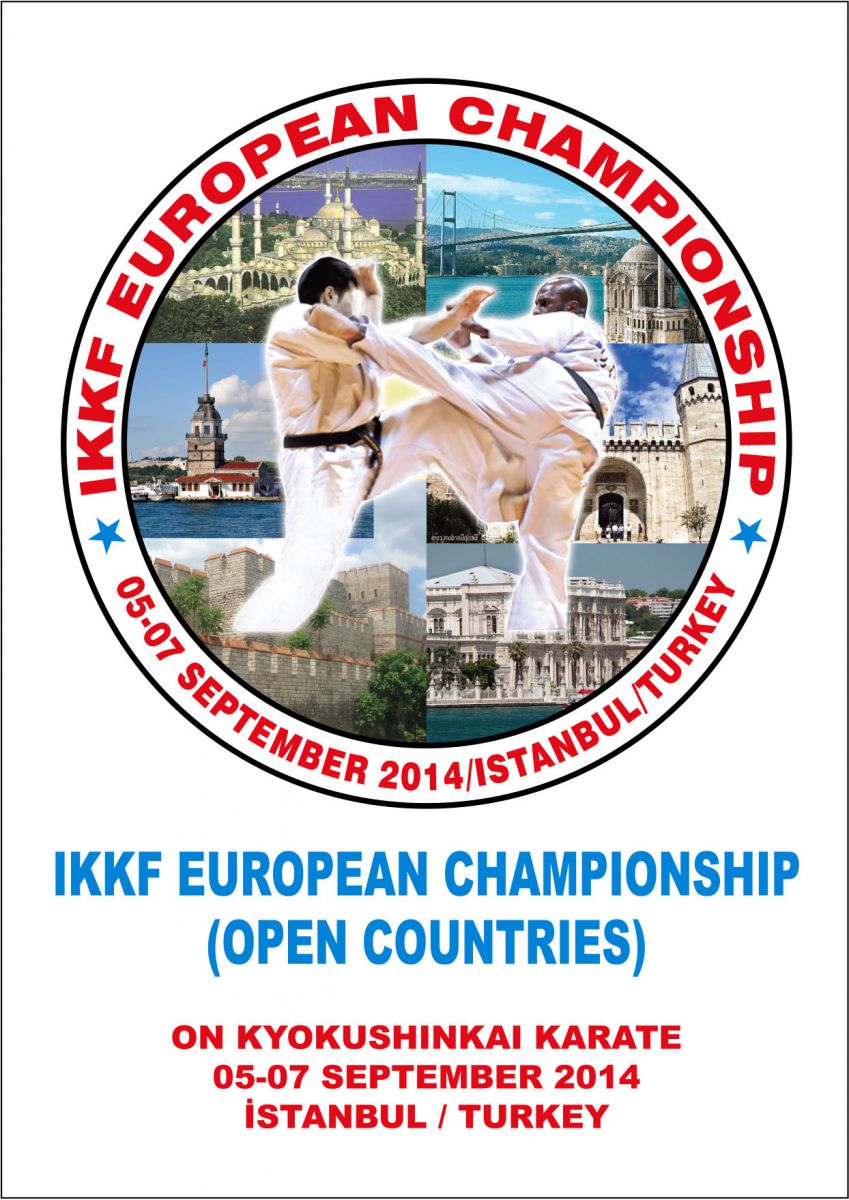 IKKF EUROPEAN CHAMPIONSHIP
05-07 SEPTEMBER 2014/ISTANBUL/TURKEY
IKKF EUROPEAN CHAMPIONSHIP
(OPEN COUNTRIES)
ON KYOKUSHINKAI KARATE
05-07 SEPTEMBER 2014
İSTANBUL / TURKEY